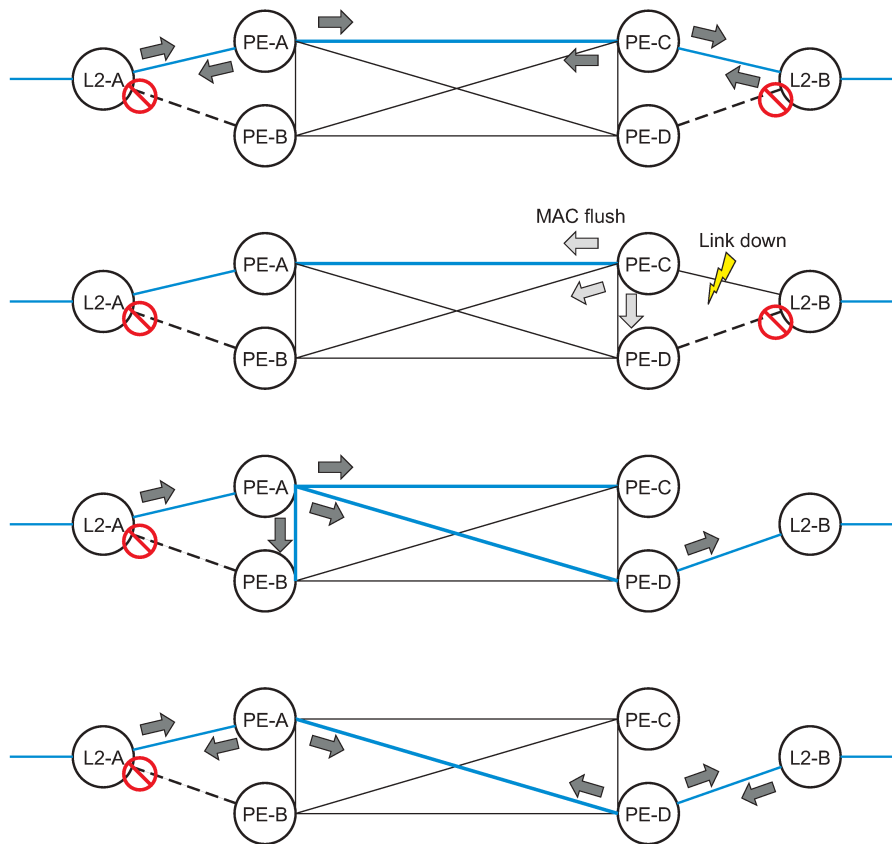 PE-A
PE-C
L2-A
L2-B
PE-B
PE-D
MAC flush
Link down
PE-A
PE-C
L2-A
L2-B
PE-B
PE-D
PE-A
PE-C
L2-A
L2-B
PE-B
PE-D
PE-A
PE-C
L2-A
L2-B
PE-B
PE-D